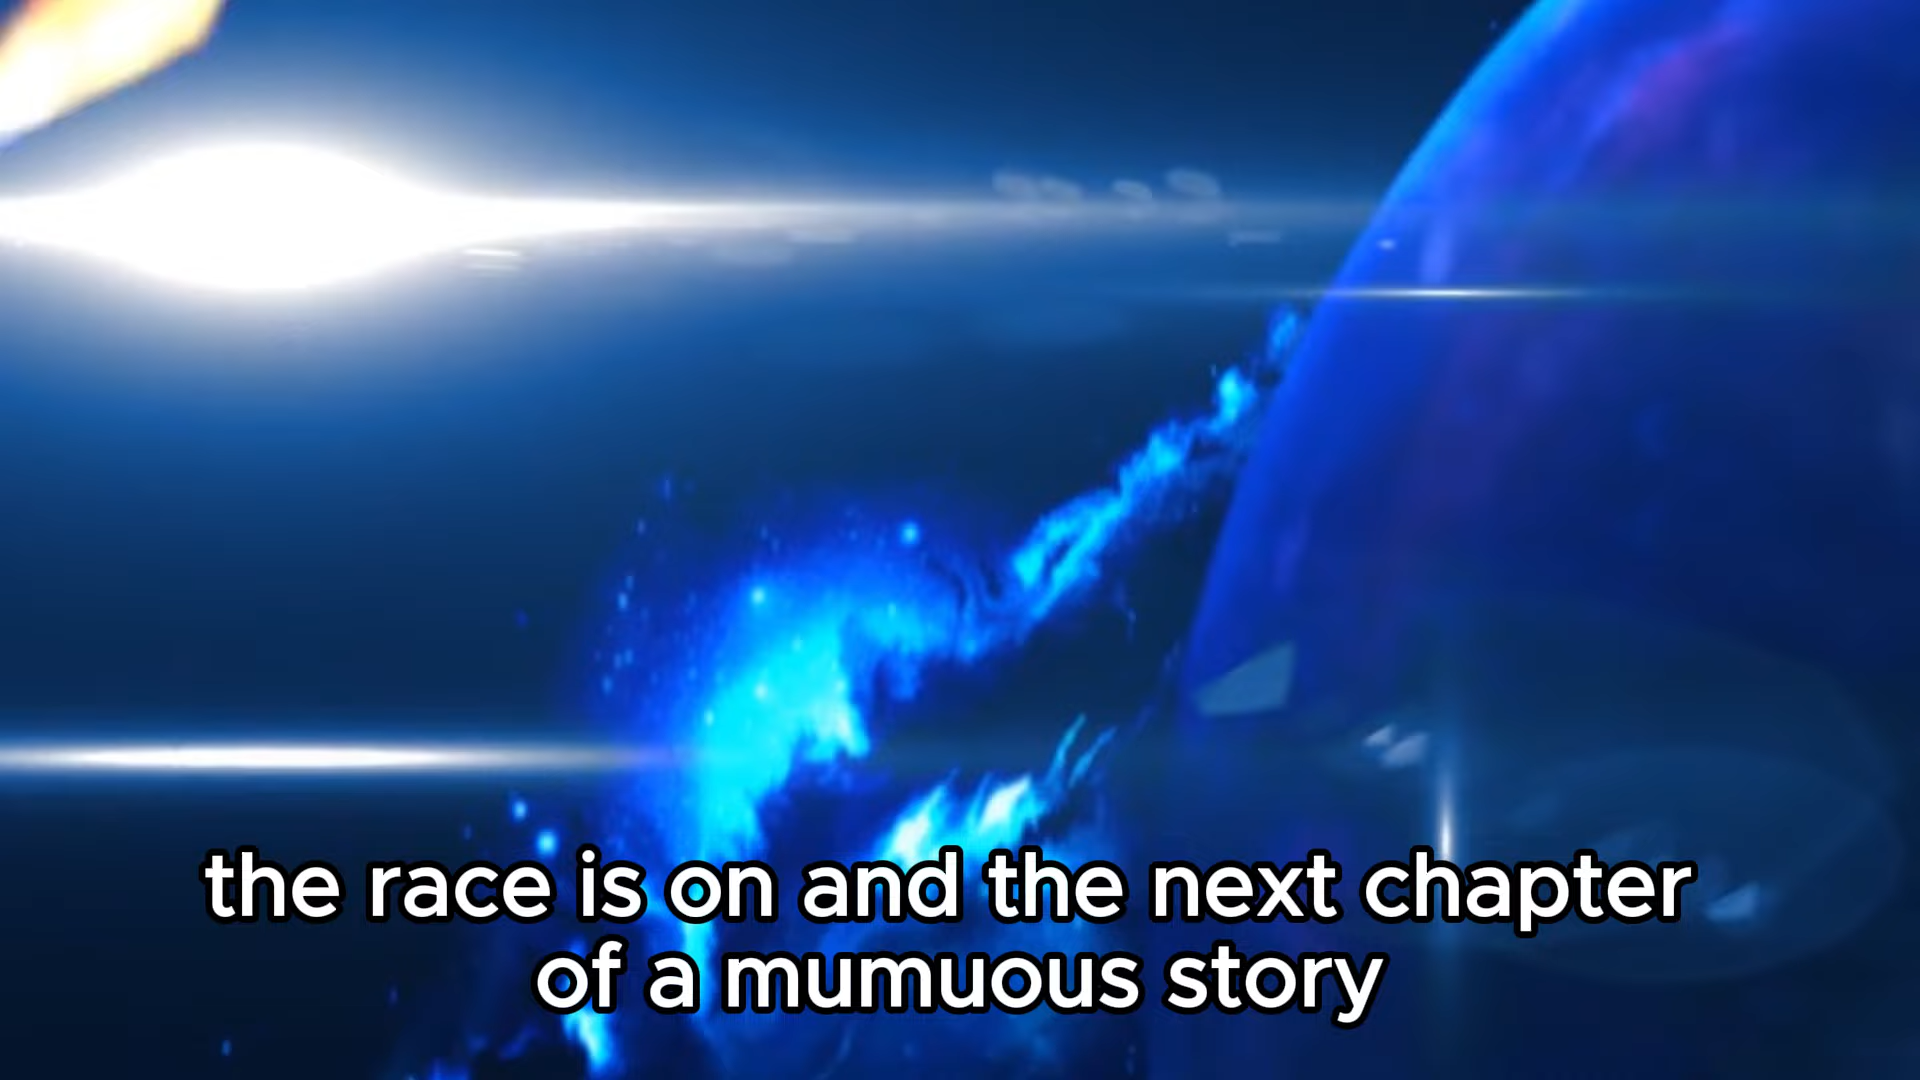 the race is on and the next chapter
of a mumuous story